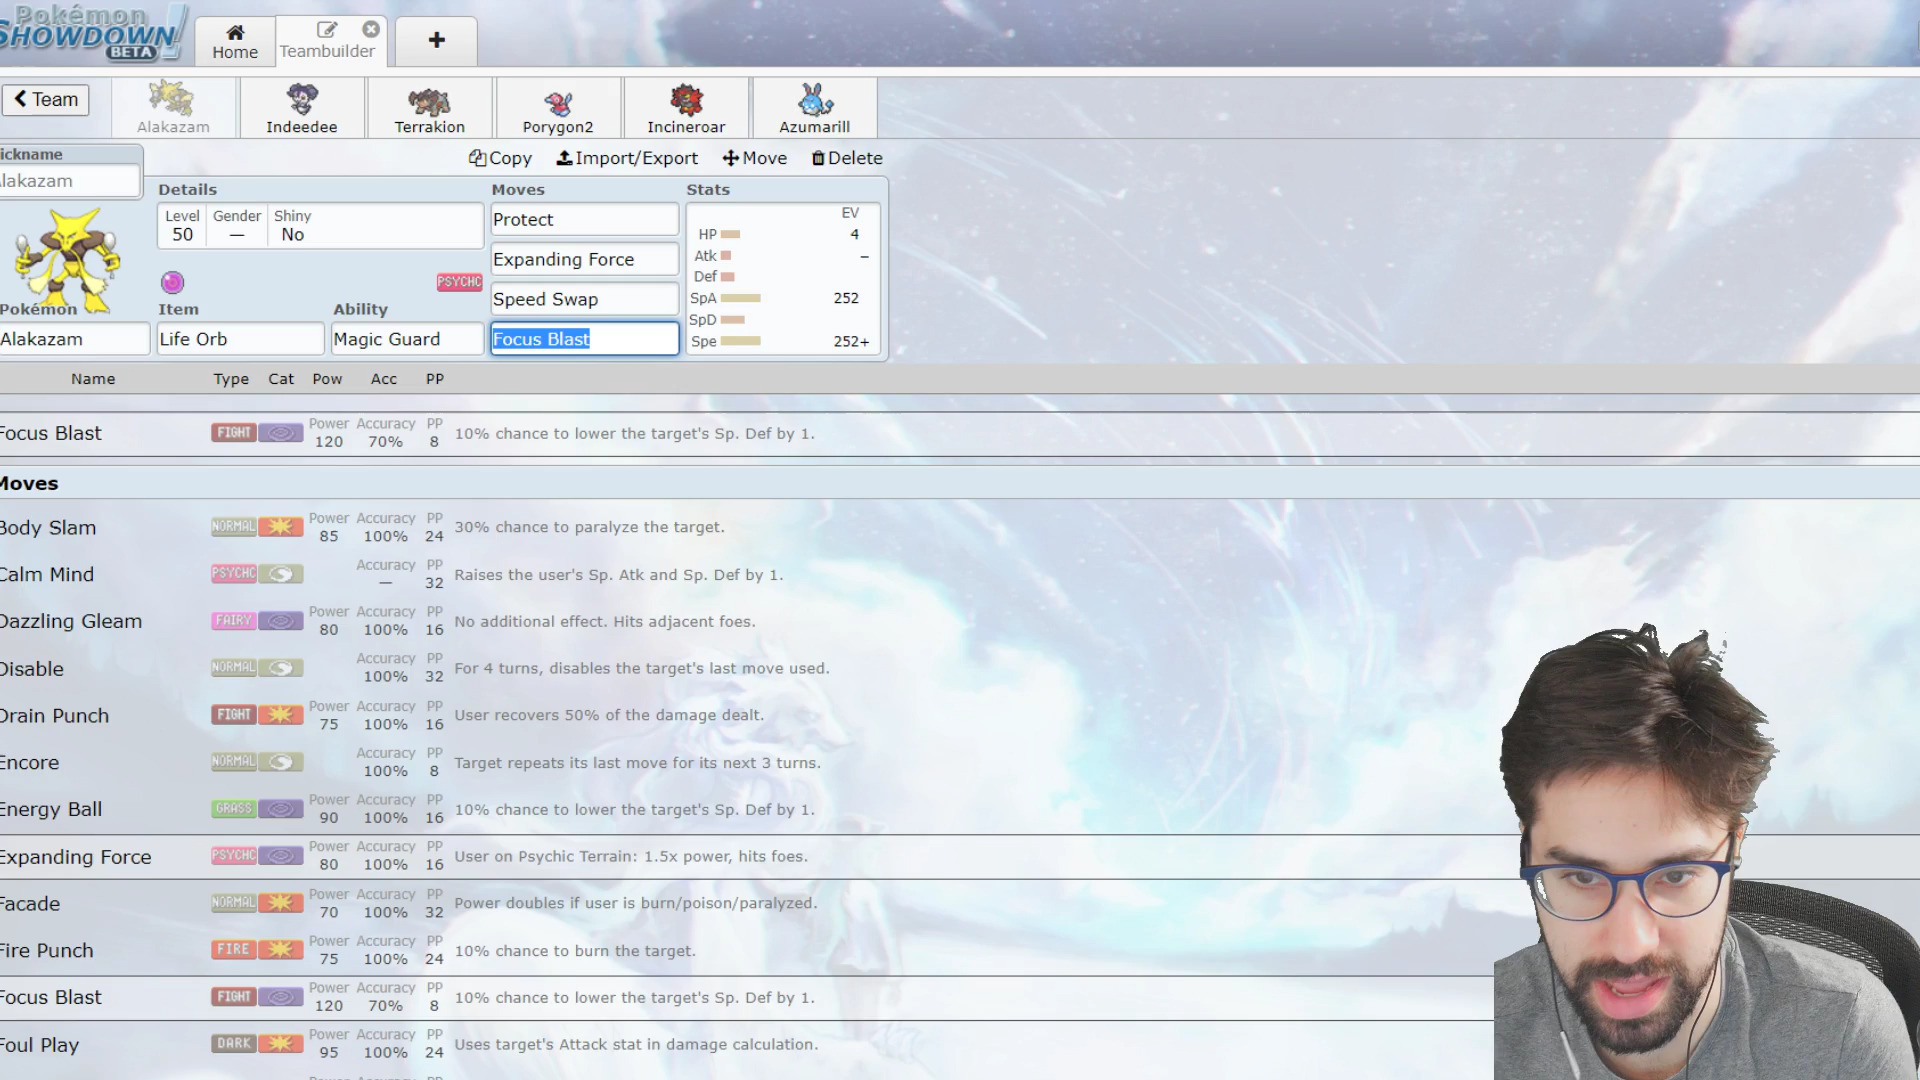 Pokémon
SHOWDOWN!
BETA
Home
Teambuilder
+
Team
Alakazam
Indeedee
Terrakion
Porygon2
Incineroar
Azumarill
ickname
lakazam
Copy
Import/Export
Move
Delete
Details
Level Gender Shiny
50 — No
PSYCHC
Pokémon
Alakazam
Item
Life Orb
Ability
Magic Guard
Moves
Protect
Expanding Force
Speed Swap
Focus Blast
Stats
EV
HP 4
Atk –
Def
SpA 252
SpD
Spe 252+
Name Type Cat Pow Acc PP
Focus Blast FIGHT Power 120 Accuracy 70% PP 8 10% chance to lower the target's Sp. Def by 1.
Moves
Body Slam NORMAL Power 85 Accuracy 100% PP 24 30% chance to paralyze the target.
Calm Mind PSYCHC Accuracy — PP 32 Raises the user's Sp. Atk and Sp. Def by 1.
Dazzling Gleam FAIRY Power 80 Accuracy 100% PP 16 No additional effect. Hits adjacent foes.
Disable NORMAL Accuracy 100% PP 32 For 4 turns, disables the target's last move used.
Drain Punch FIGHT Power 75 Accuracy 100% PP 16 User recovers 50% of the damage dealt.
Encore NORMAL Accuracy 100% PP 8 Target repeats its last move for its next 3 turns.
Energy Ball GRASS Power 90 Accuracy 100% PP 16 10% chance to lower the target's Sp. Def by 1.
Expanding Force PSYCHC Power 80 Accuracy 100% PP 16 User on Psychic Terrain: 1.5x power, hits foes.
Facade NORMAL Power 70 Accuracy 100% PP 32 Power doubles if user is burn/poison/paralyzed.
Fire Punch FIRE Power 75 Accuracy 100% PP 24 10% chance to burn the target.
Focus Blast FIGHT Power 120 Accuracy 70% PP 8 10% chance to lower the target's Sp. Def by 1.
Foul Play DARK Power 95 Accuracy 100% PP 24 Uses target's Attack stat in damage calculation.